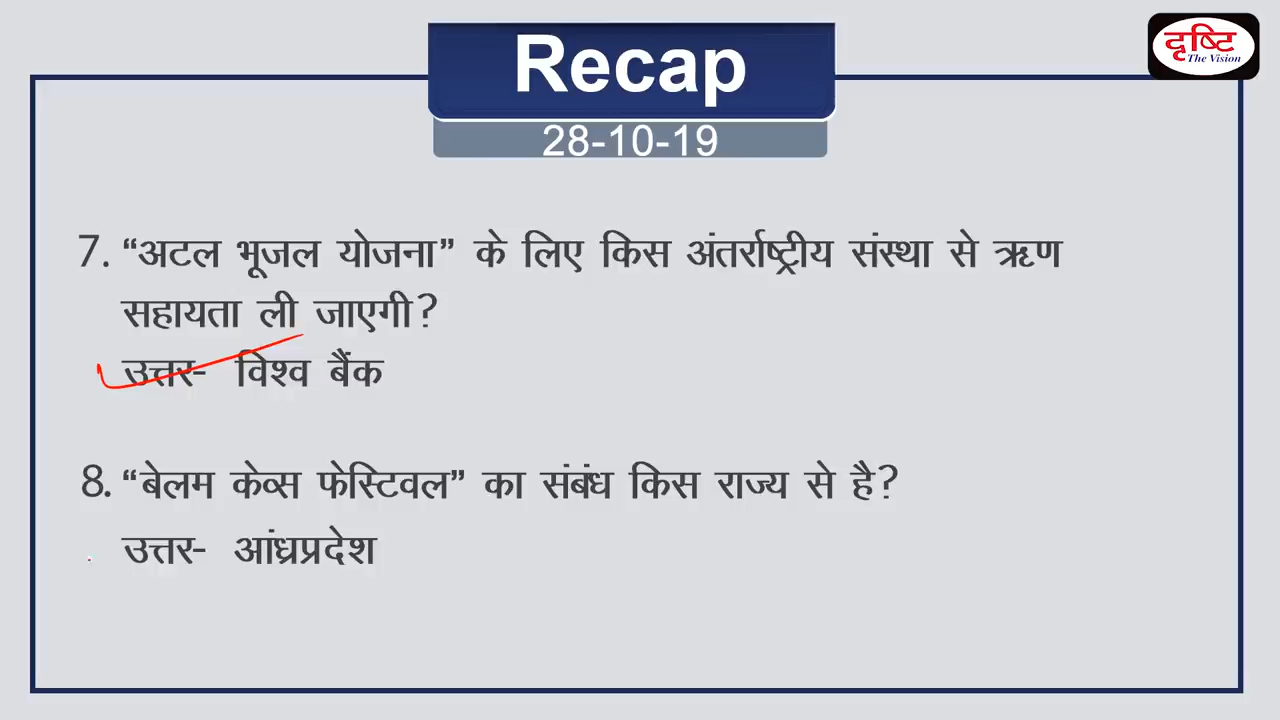 Recap
दृष्टि
The Vision
28-10-19
7. “अटल भूजल योजना” के लिए किस अंतर्राष्ट्रीय संस्था से ऋण
सहायता ली जाएगी?
उत्तर- विश्व बैंक
8. “बेलम केव्स फेस्टिवल” का संबंध किस राज्य से है?
उत्तर- आंध्रप्रदेश